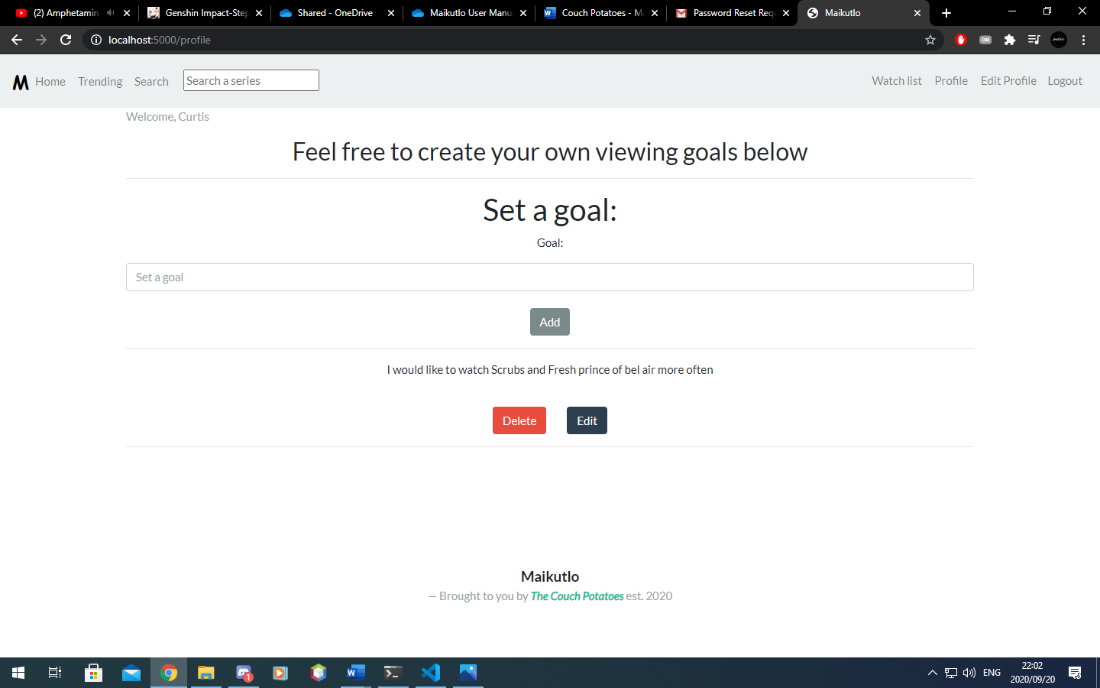 (2) Amphetamin
Genshin Impact-Step
Shared - OneDrive
Maikutlo User Manu
Couch Potatoes - Ma
Password Reset Requ
Maikutlo
localhost:5000/profile
M Home Trending Search Search a series Watch list Profile Edit Profile Logout
Welcome, Curtis
Feel free to create your own viewing goals below
Set a goal:
Goal:
Set a goal
Add
I would like to watch Scrubs and Fresh prince of bel air more often
Delete Edit
Maikutlo
— Brought to you by The Couch Potatoes est. 2020
ENG
22:02
2020/09/20